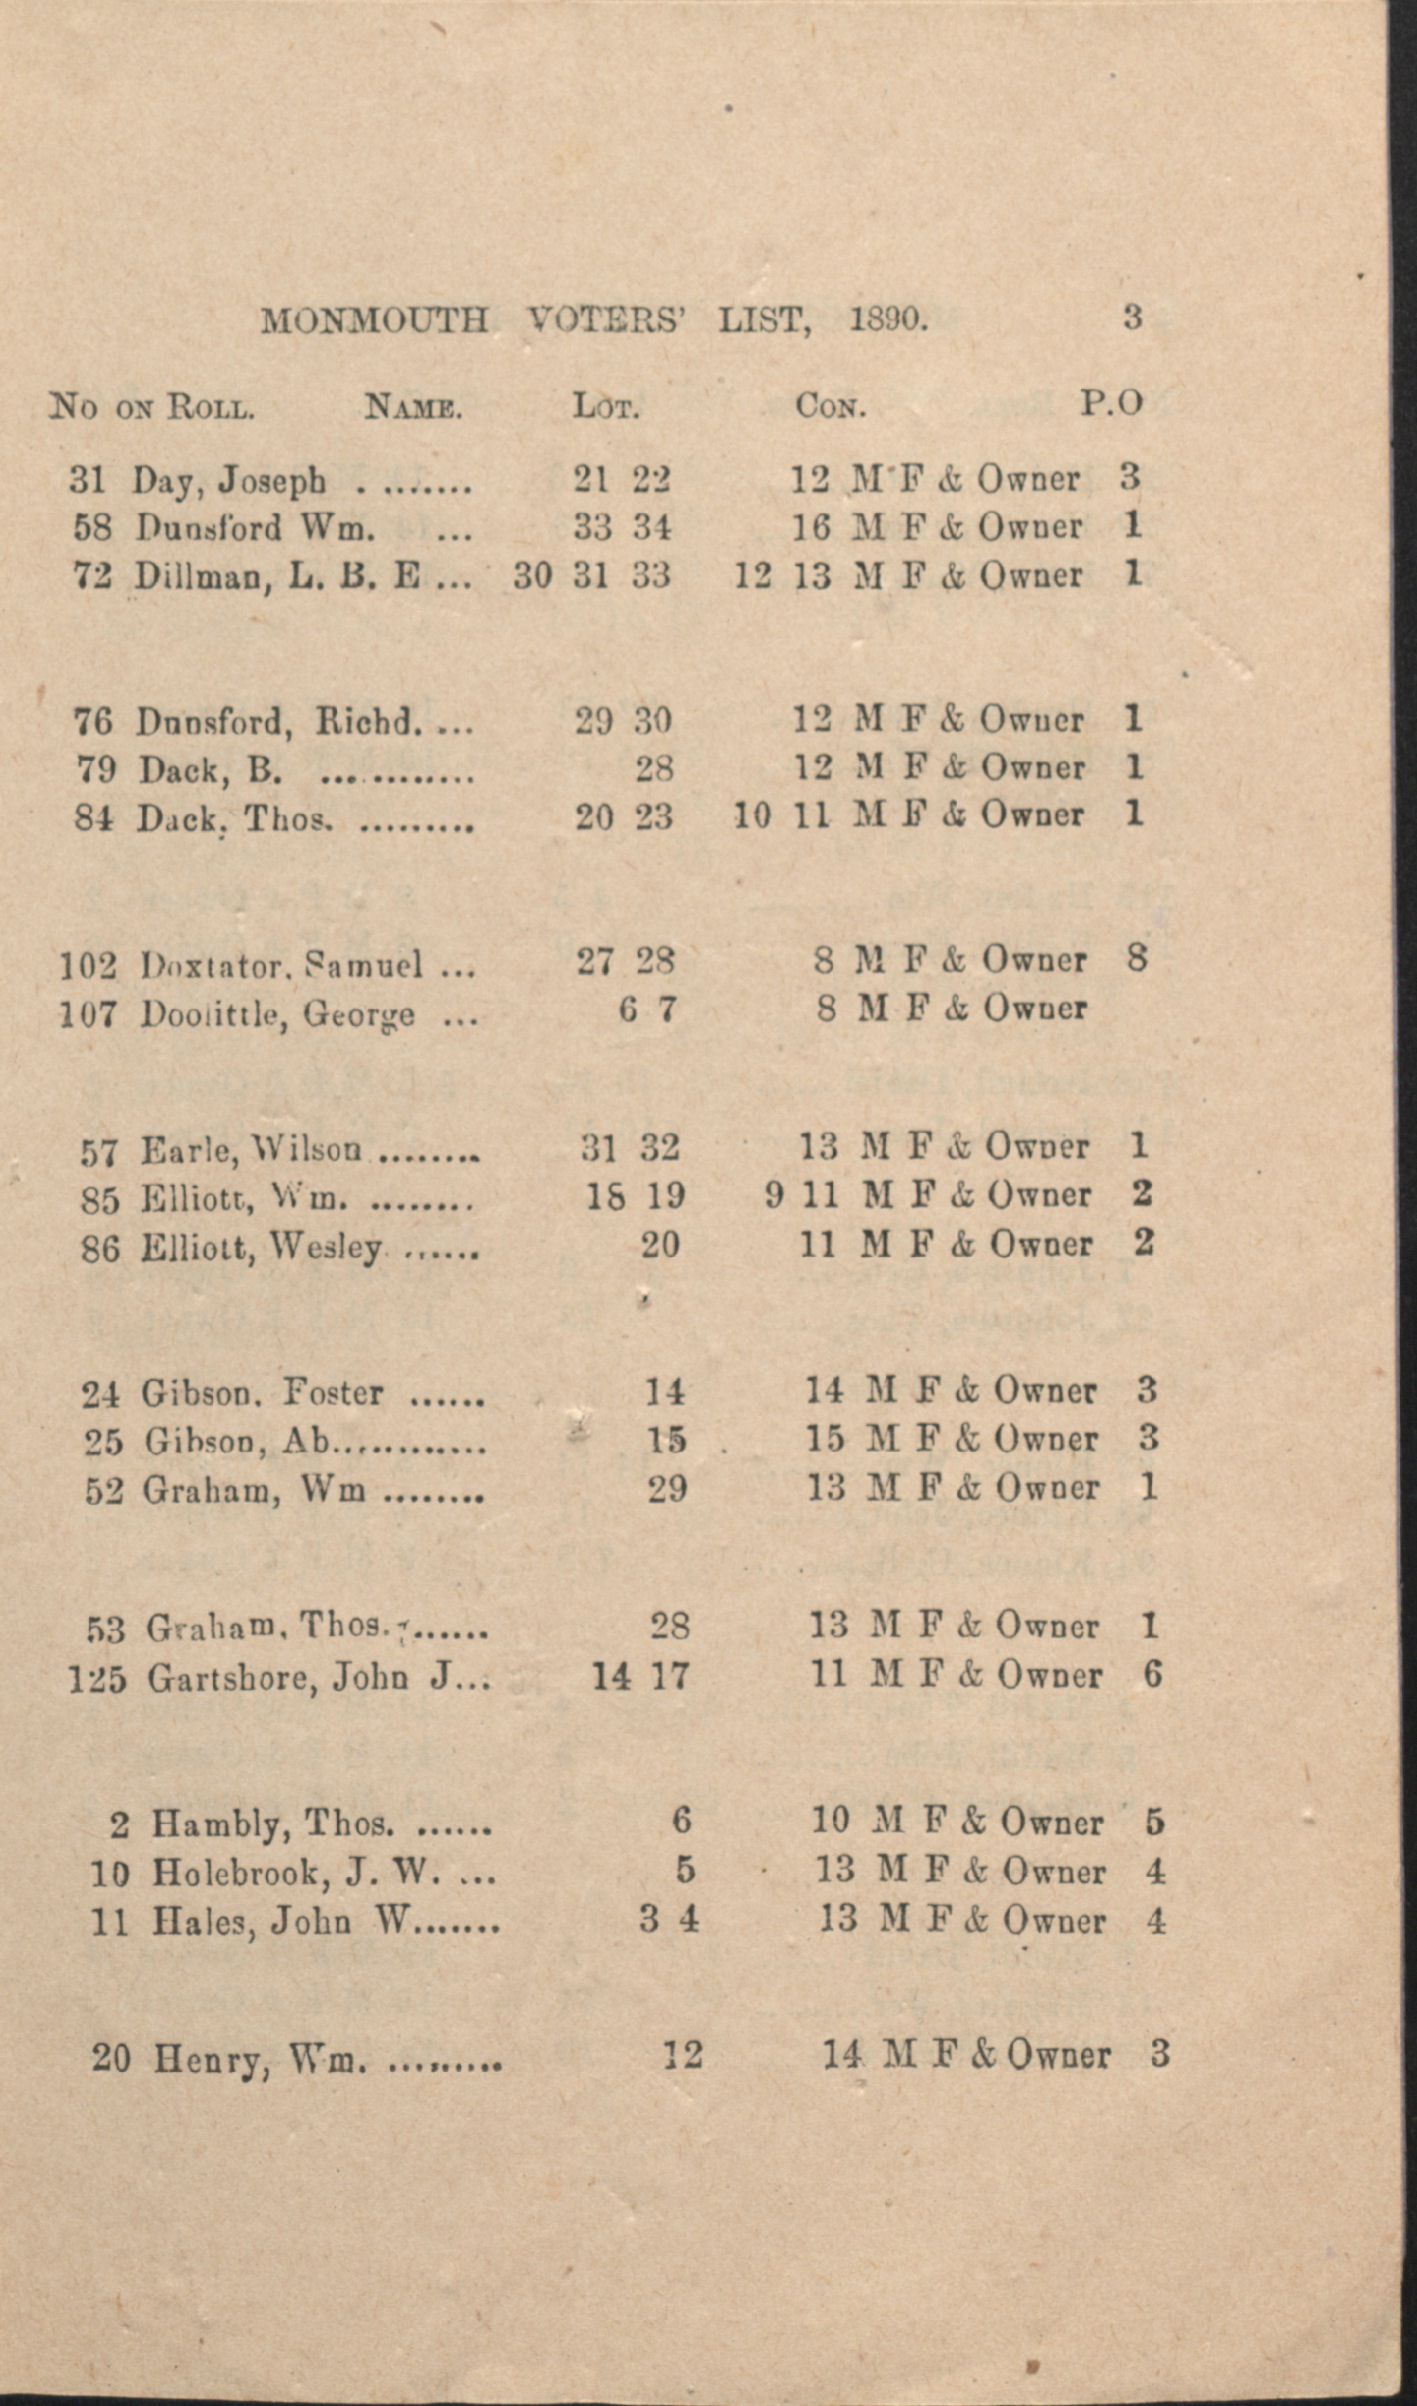 MONMOUTH VOTERS' LIST, 1890. 3
No on Roll. Name. Lot. Con. P.O
31 Day, Joseph . ........ 21 22 12 M F & Owner 3
58 Dunsford Wm. ... 33 34 16 M F & Owner 1
72 Dillman, L. B. E ... 30 31 33 12 13 M F & Owner 1
76 Dunsford, Richd. ... 29 30 12 M F & Owner 1
79 Dack, B. ............ 28 12 M F & Owner 1
84 Dack, Thos. ......... 20 23 10 11 M F & Owner 1
102 Doxtator. Samuel ... 27 28 8 M F & Owner 8
107 Doolittle, George ... 6 7 8 M F & Owner
57 Earle, Wilson ........ 31 32 13 M F & Owner 1
85 Elliott, Wm. ........ 18 19 9 11 M F & Owner 2
86 Elliott, Wesley ...... 20 11 M F & Owner 2
24 Gibson. Foster ...... 14 14 M F & Owner 3
25 Gibson, Ab............ 15 15 M F & Owner 3
52 Graham, Wm ........ 29 13 M F & Owner 1
53 Graham, Thos........ 28 13 M F & Owner 1
125 Gartshore, John J... 14 17 11 M F & Owner 6
2 Hambly, Thos. ...... 6 10 M F & Owner 5
10 Holebrook, J. W. ... 5 13 M F & Owner 4
11 Hales, John W....... 3 4 13 M F & Owner 4
20 Henry, Wm. ......... 12 14 M F & Owner 3